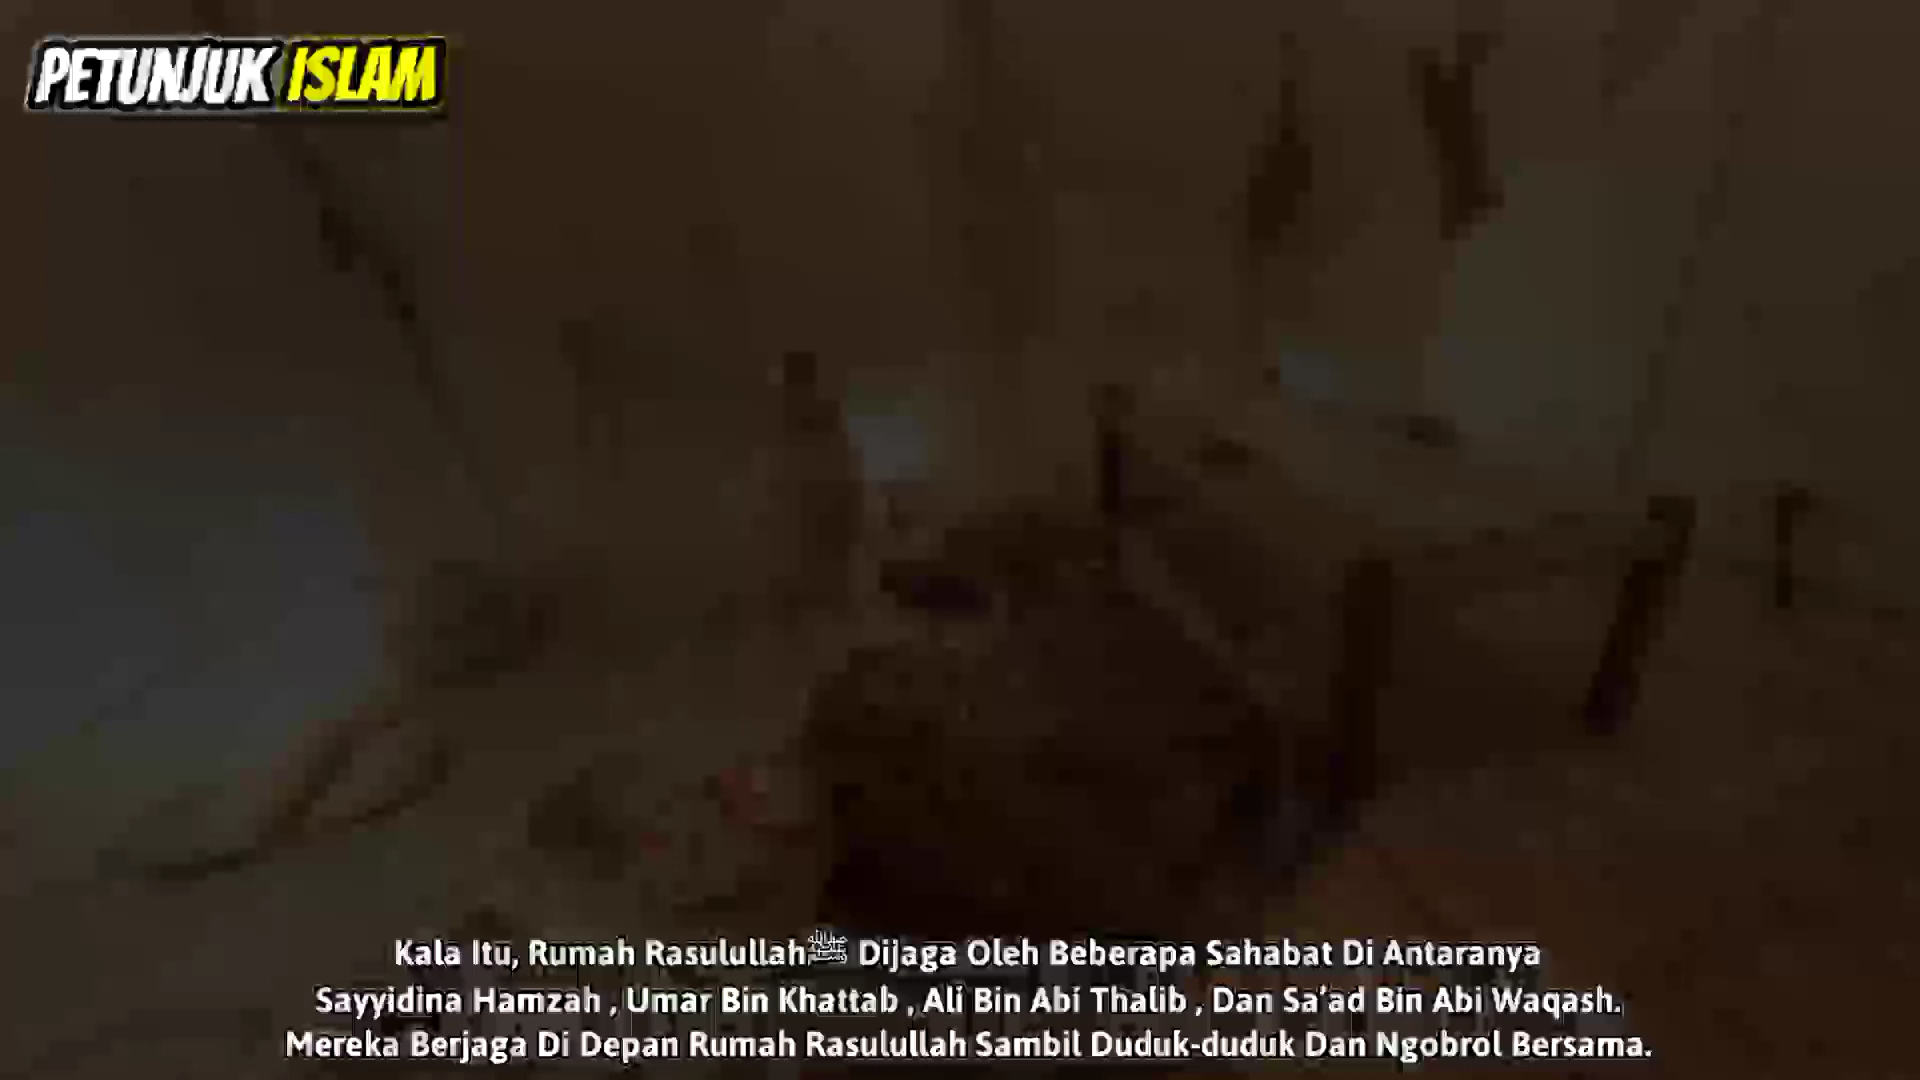 PETUNJUK ISLAM
Kala Itu, Rumah Rasulullahﷺ Dijaga Oleh Beberapa Sahabat Di Antaranya
Sayyidina Hamzah , Umar Bin Khattab , Ali Bin Abi Thalib , Dan Sa'ad Bin Abi Waqash.
Mereka Berjaga Di Depan Rumah Rasulullah Sambil Duduk-duduk Dan Ngobrol Bersama.